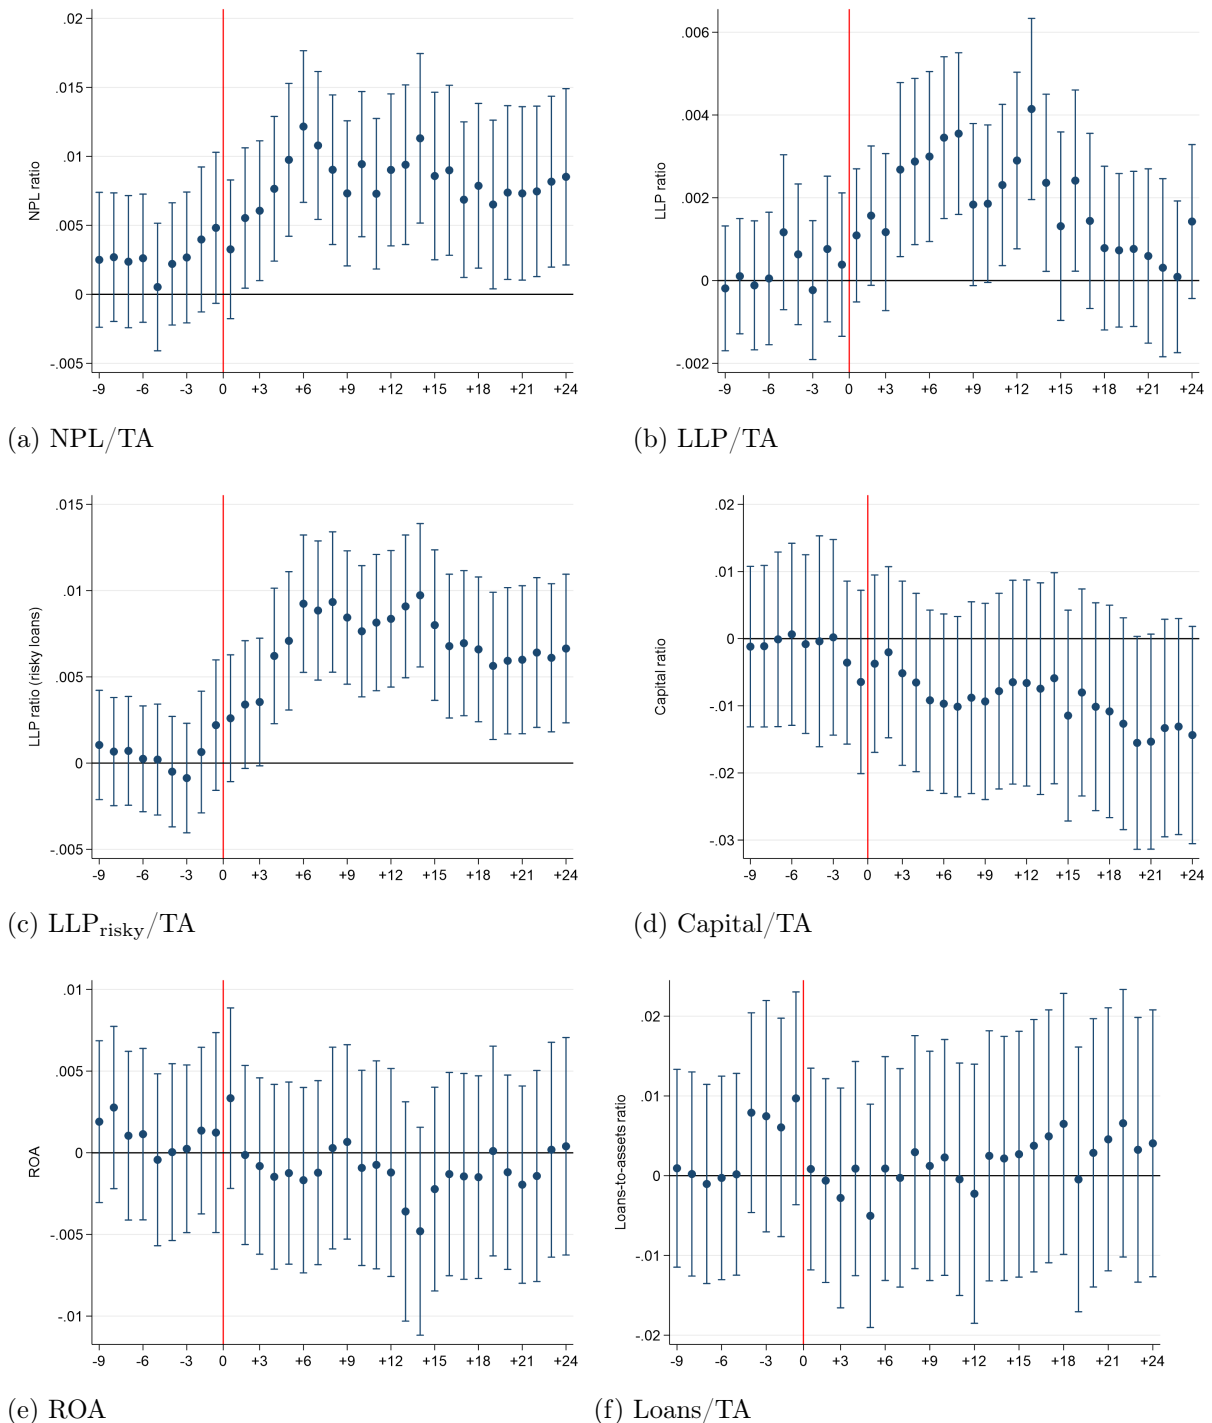 .02
.015
.01
.005
0
-.005
NPL ratio
-9 -6 -3 0 +3 +6 +9 +12 +15 +18 +21 +24
(a) NPL/TA
.006
.004
.002
0
-.002
LLP ratio
-9 -6 -3 0 +3 +6 +9 +12 +15 +18 +21 +24
(b) LLP/TA
.015
.01
.005
0
-.005
LLP ratio (risky loans)
-9 -6 -3 0 +3 +6 +9 +12 +15 +18 +21 +24
(c) LLPrisky/TA
.02
.01
0
-.01
-.02
-.03
Capital ratio
-9 -6 -3 0 +3 +6 +9 +12 +15 +18 +21 +24
(d) Capital/TA
.01
.005
0
-.005
-.01
ROA
-9 -6 -3 0 +3 +6 +9 +12 +15 +18 +21 +24
(e) ROA
.02
.01
0
-.01
-.02
Loans-to-assets ratio
-9 -6 -3 0 +3 +6 +9 +12 +15 +18 +21 +24
(f) Loans/TA